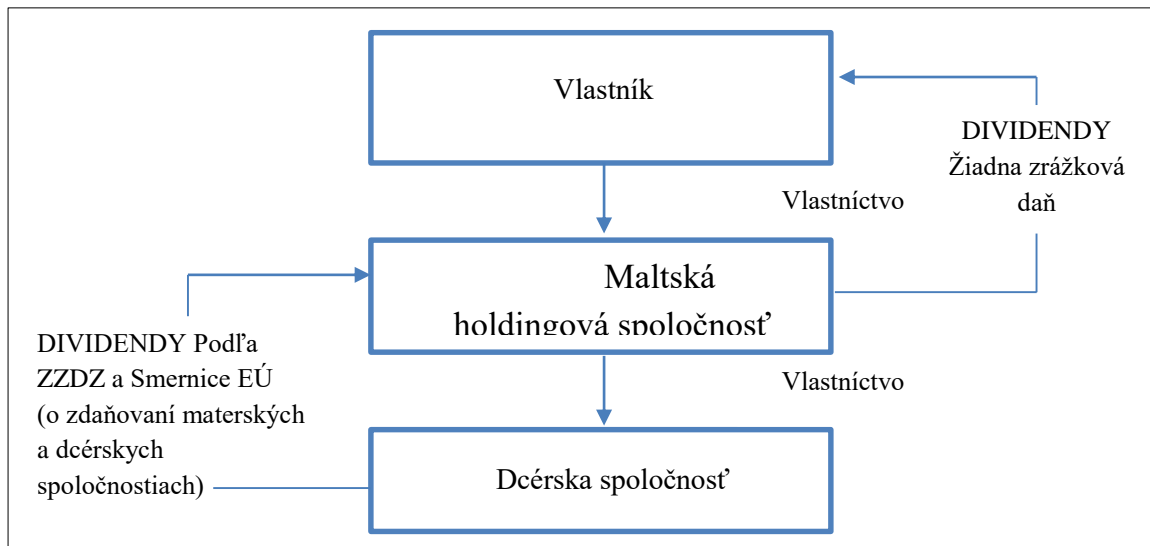 Vlastník
DIVIDENDY
Žiadna zrážková
daň
Vlastníctvo
Maltská
holdingová spoločnosť
DIVIDENDY Podľa
ZZDZ a Smernice EÚ
(o zdaňovaní materských
a dcérskych
spoločnostiach)
Vlastníctvo
Dcérska spoločnosť